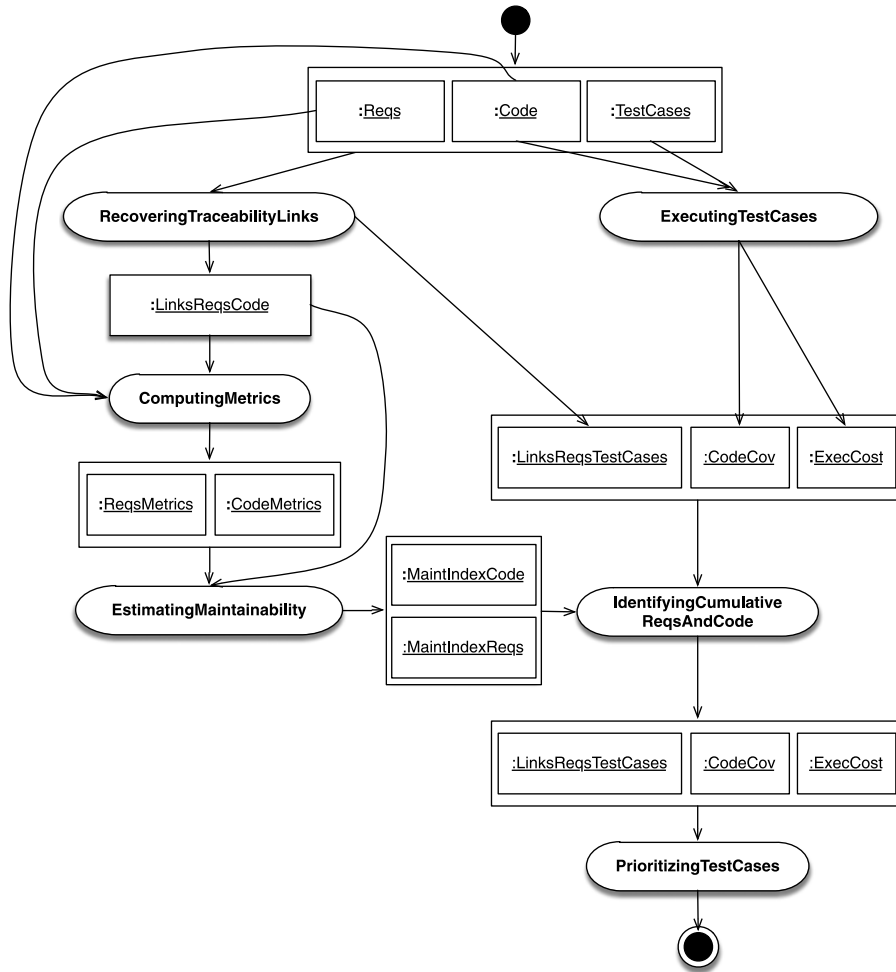 :Reqs
:Code
:TestCases
RecoveringTraceabilityLinks
ExecutingTestCases
:LinksReqsCode
ComputingMetrics
:LinksReqsTestCases
:CodeCov
:ExecCost
:ReqsMetrics
:CodeMetrics
:MaintIndexCode
EstimatingMaintainability
IdentifyingCumulative
ReqsAndCode
:MaintIndexReqs
:LinksReqsTestCases
:CodeCov
:ExecCost
PrioritizingTestCases